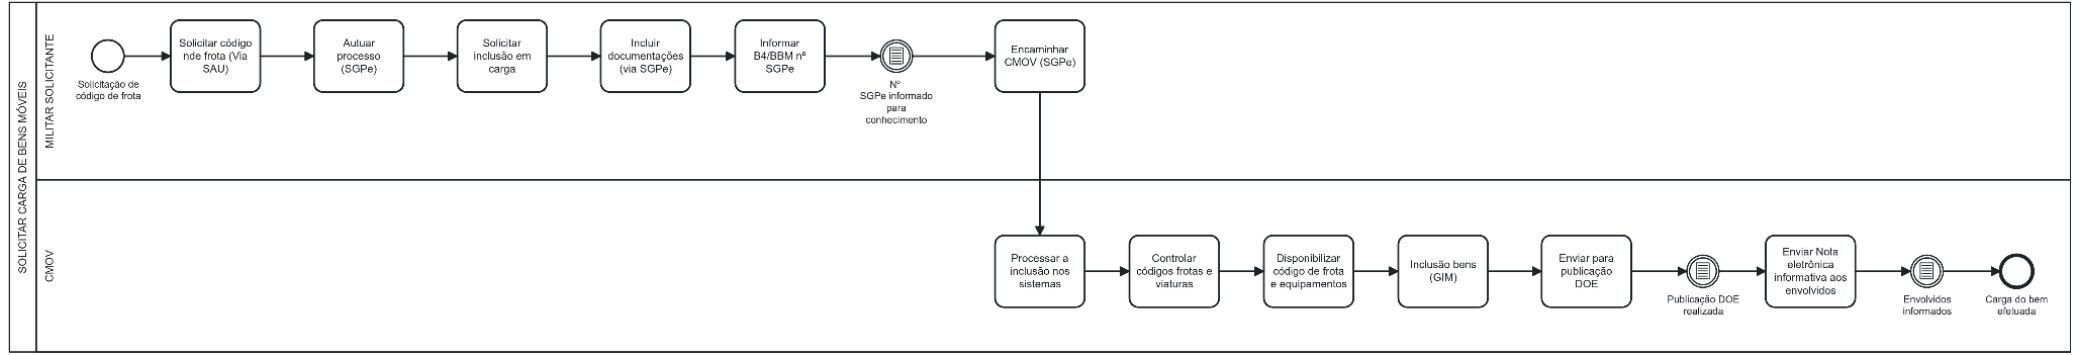 SOLICITAR CARGA DE BENS MÓVEIS
MILITAR SOLICITANTE
Solicitação de
código de frota
Solicitar código
nde frota (Via
SAU)
Autuar
processo
(SGPe)
Solicitar
inclusão em
carga
Incluir
documentações
(via SGPe)
Informar
B4/BBM nº
SGPe
Nº
SGPe informado
para
conhecimento
Encaminhar
CMOV (SGPe)
CMOV
Processar a
inclusão nos
sistemas
Controlar
códigos frotas e
viaturas
Disponibilizar
código de frota
e equipamentos
Inclusão bens
(GIM)
Enviar para
publicação
DOE
Publicação DOE
realizada
Enviar Nota
eletrônica
informativa aos
envolvidos
Envolvidos
informados
Carga do bem
efetuada